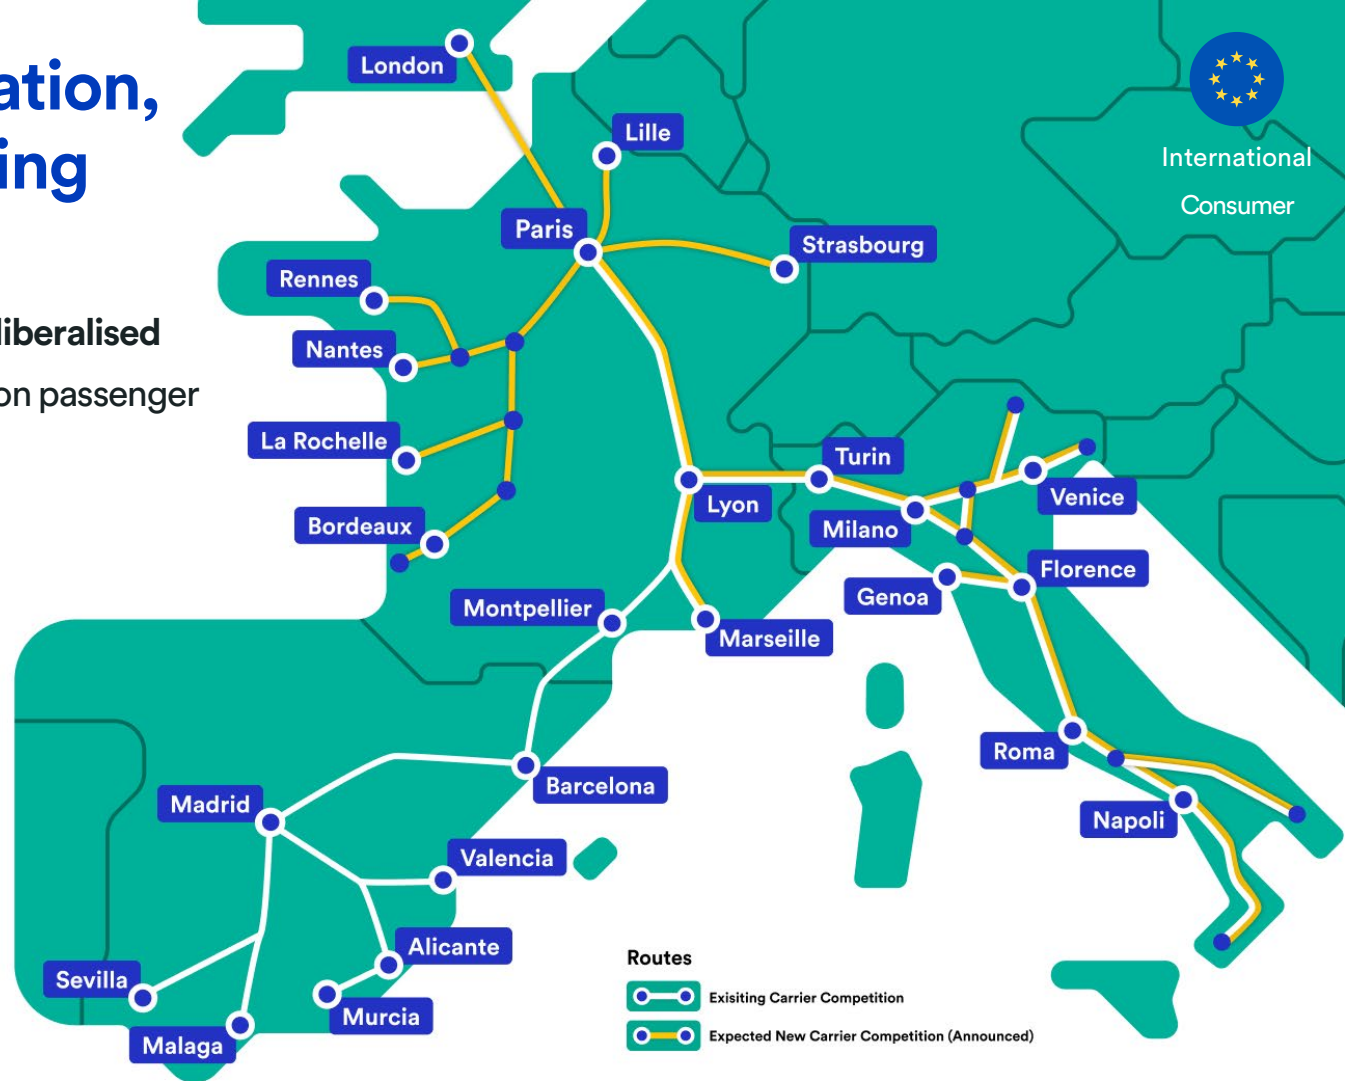 ation,
ing
liberalised
on passenger
International
Consumer
London
Lille
Paris
Strasbourg
Rennes
Nantes
La Rochelle
Turin
Lyon
Venice
Bordeaux
Milano
Florence
Genoa
Montpellier
Marseille
Roma
Barcelona
Madrid
Napoli
Valencia
Alicante
Sevilla
Murcia
Malaga
Routes
Exisiting Carrier Competition
Expected New Carrier Competition (Announced)